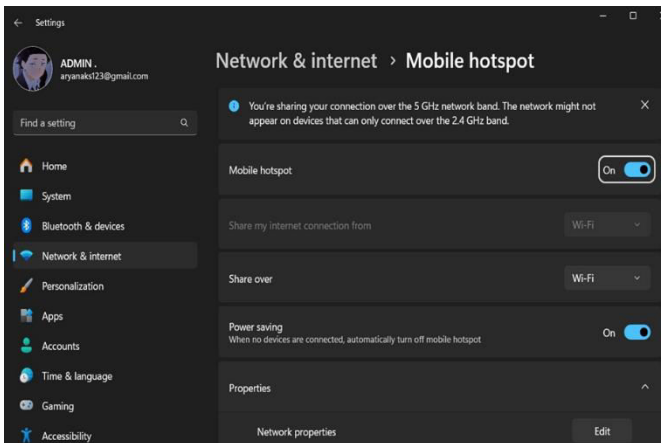 Settings
ADMIN .
aryanaks123@gmail.com
Find a setting
Home
System
Bluetooth & devices
Network & internet
Personalization
Apps
Accounts
Time & language
Gaming
Accessibility
Network & internet > Mobile hotspot
You're sharing your connection over the 5 GHz network band. The network might not
appear on devices that can only connect over the 2.4 GHz band.
Mobile hotspot On
Share my internet connection from Wi-Fi
Share over Wi-Fi
Power saving
When no devices are connected, automatically turn off mobile hotspot On
Properties
Network properties Edit